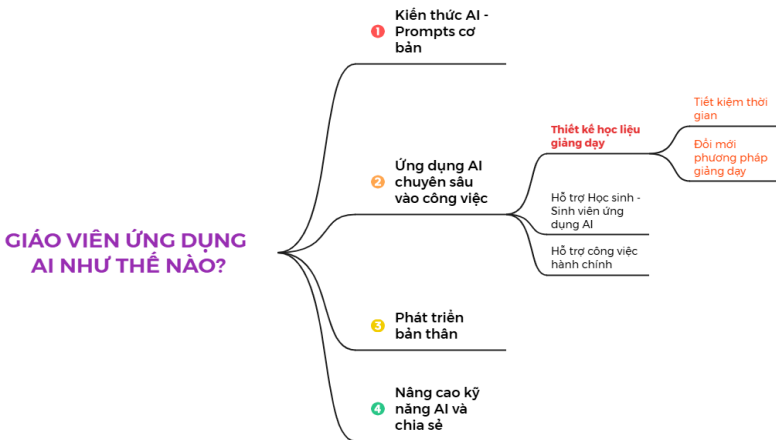 GIÁO VIÊN ỨNG DỤNG
AI NHƯ THẾ NÀO?
1
Kiến thức AI -
Prompts cơ
bản
2
Ứng dụng AI
chuyên sâu
vào công việc
Thiết kế học liệu
giảng dạy
Tiết kiệm thời
gian
Đổi mới
phương pháp
giảng dạy
Hỗ trợ Học sinh -
Sinh viên ứng
dụng AI
Hỗ trợ công việc
hành chính
3
Phát triển
bản thân
4
Nâng cao kỹ
năng AI và
chia sẻ